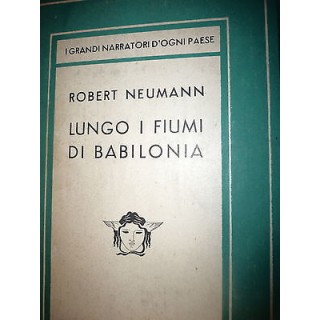 I GRANDI NARRATORI D'OGNI PAESE
ROBERT NEUMANN
LUNGO I FIUMI
DI BABILONIA